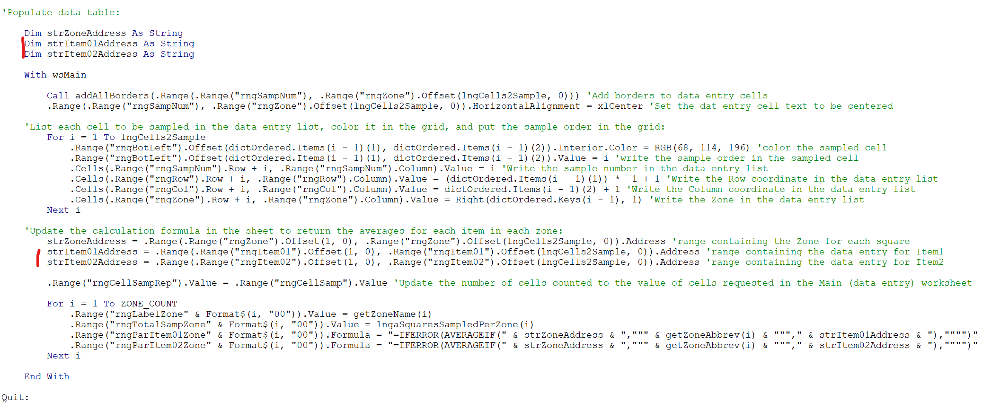 'Populate data table:
Dim strZoneAddress As String
Dim strItem01Address As String
Dim strItem02Address As String
With wsMain
Call addAllBorders(.Range(.Range("rngSampNum"), .Range("rngZone").Offset(lngCells2Sample, 0))) 'Add borders to data entry cells
.Range(.Range("rngSampNum"), .Range("rngZone").Offset(lngCells2Sample, 0)).HorizontalAlignment = xlCenter 'Set the dat entry cell text to be centered
'List each cell to be sampled in the data entry list, color it in the grid, and put the sample order in the grid:
For i = 1 To lngCells2Sample
.Range("rngBotLeft").Offset(dictOrdered.Items(i - 1)(1), dictOrdered.Items(i - 1)(2)).Interior.Color = RGB(68, 114, 196) 'color the sampled cell
.Range("rngBotLeft").Offset(dictOrdered.Items(i - 1)(1), dictOrdered.Items(i - 1)(2)).Value = i 'write the sample order in the sampled cell
.Cells(.Range("rngSampNum").Row + i, .Range("rngSampNum").Column).Value = i 'Write the sample number in the data entry list
.Cells(.Range("rngRow").Row + i, .Range("rngRow").Column).Value = (dictOrdered.Items(i - 1)(1)) * -1 + 1 'Write the Row coordinate in the data entry list
.Cells(.Range("rngCol").Row + i, .Range("rngCol").Column).Value = dictOrdered.Items(i - 1)(2) + 1 'Write the Column coordinate in the data entry list
.Cells(.Range("rngZone").Row + i, .Range("rngZone").Column).Value = Right(dictOrdered.Keys(i - 1), 1) 'Write the Zone in the data entry list
Next i
'Update the calculation formula in the sheet to return the averages for each item in each zone:
strZoneAddress = .Range(.Range("rngZone").Offset(1, 0), .Range("rngZone").Offset(lngCells2Sample, 0)).Address 'range containing the Zone for each square
strItem01Address = .Range(.Range("rngItem01").Offset(1, 0), .Range("rngItem01").Offset(lngCells2Sample, 0)).Address 'range containing the data entry for Item1
strItem02Address = .Range(.Range("rngItem02").Offset(1, 0), .Range("rngItem02").Offset(lngCells2Sample, 0)).Address 'range containing the data entry for Item2
.Range("rngCellSampRep").Value = .Range("rngCellSamp").Value 'Update the number of cells counted to the value of cells requested in the Main (data entry) worksheet
For i = 1 To ZONE_COUNT
.Range("rngLabelZone" & Format$(i, "00")).Value = getZoneName(i)
.Range("rngTotalSampZone" & Format$(i, "00")).Value = lngaSquaresSampledPerZone(i)
.Range("rngParItem01Zone" & Format$(i, "00")).Formula = "=IFERROR(AVERAGEIF(" & strZoneAddress & ",""" & getZoneAbbrev(i) & """," & strItem01Address & "),"""")"
.Range("rngParItem02Zone" & Format$(i, "00")).Formula = "=IFERROR(AVERAGEIF(" & strZoneAddress & ",""" & getZoneAbbrev(i) & """," & strItem02Address & "),"""")"
Next i
End With
Quit: